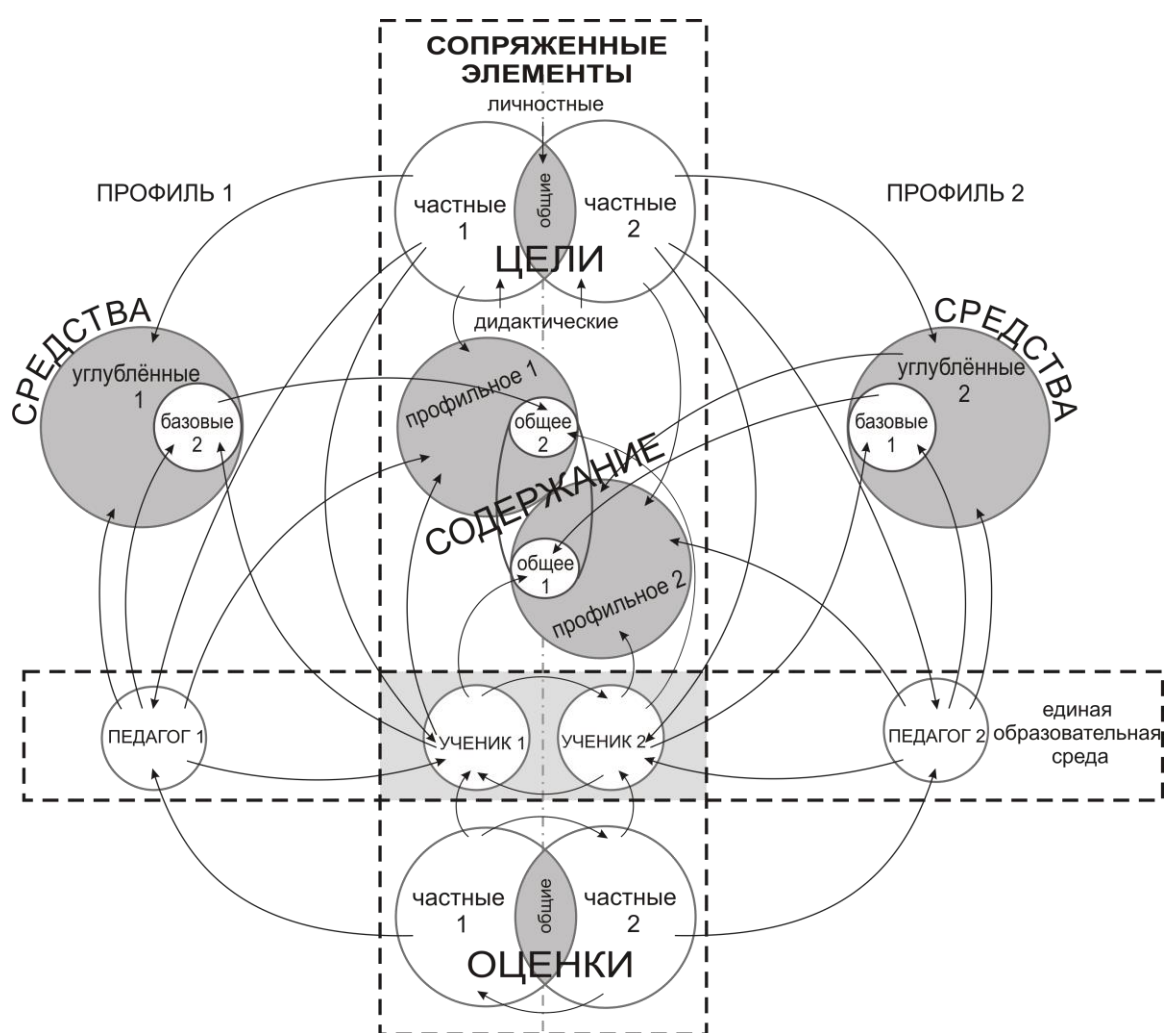 СОПРЯЖЕННЫЕ
ЭЛЕМЕНТЫ
личностные
ПРОФИЛЬ 1
ПРОФИЛЬ 2
частные
1
общие
частные
2
ЦЕЛИ
дидактические
СРЕДСТВА
углублённые
1
базовые
2
СРЕДСТВА
углублённые
2
базовые
1
профильное 1
общее
2
СОДЕРЖАНИЕ
общее
1
профильное 2
ПЕДАГОГ 1
УЧЕНИК 1
УЧЕНИК 2
ПЕДАГОГ 2
единая
образовательная
среда
частные
1
общие
частные
2
ОЦЕНКИ